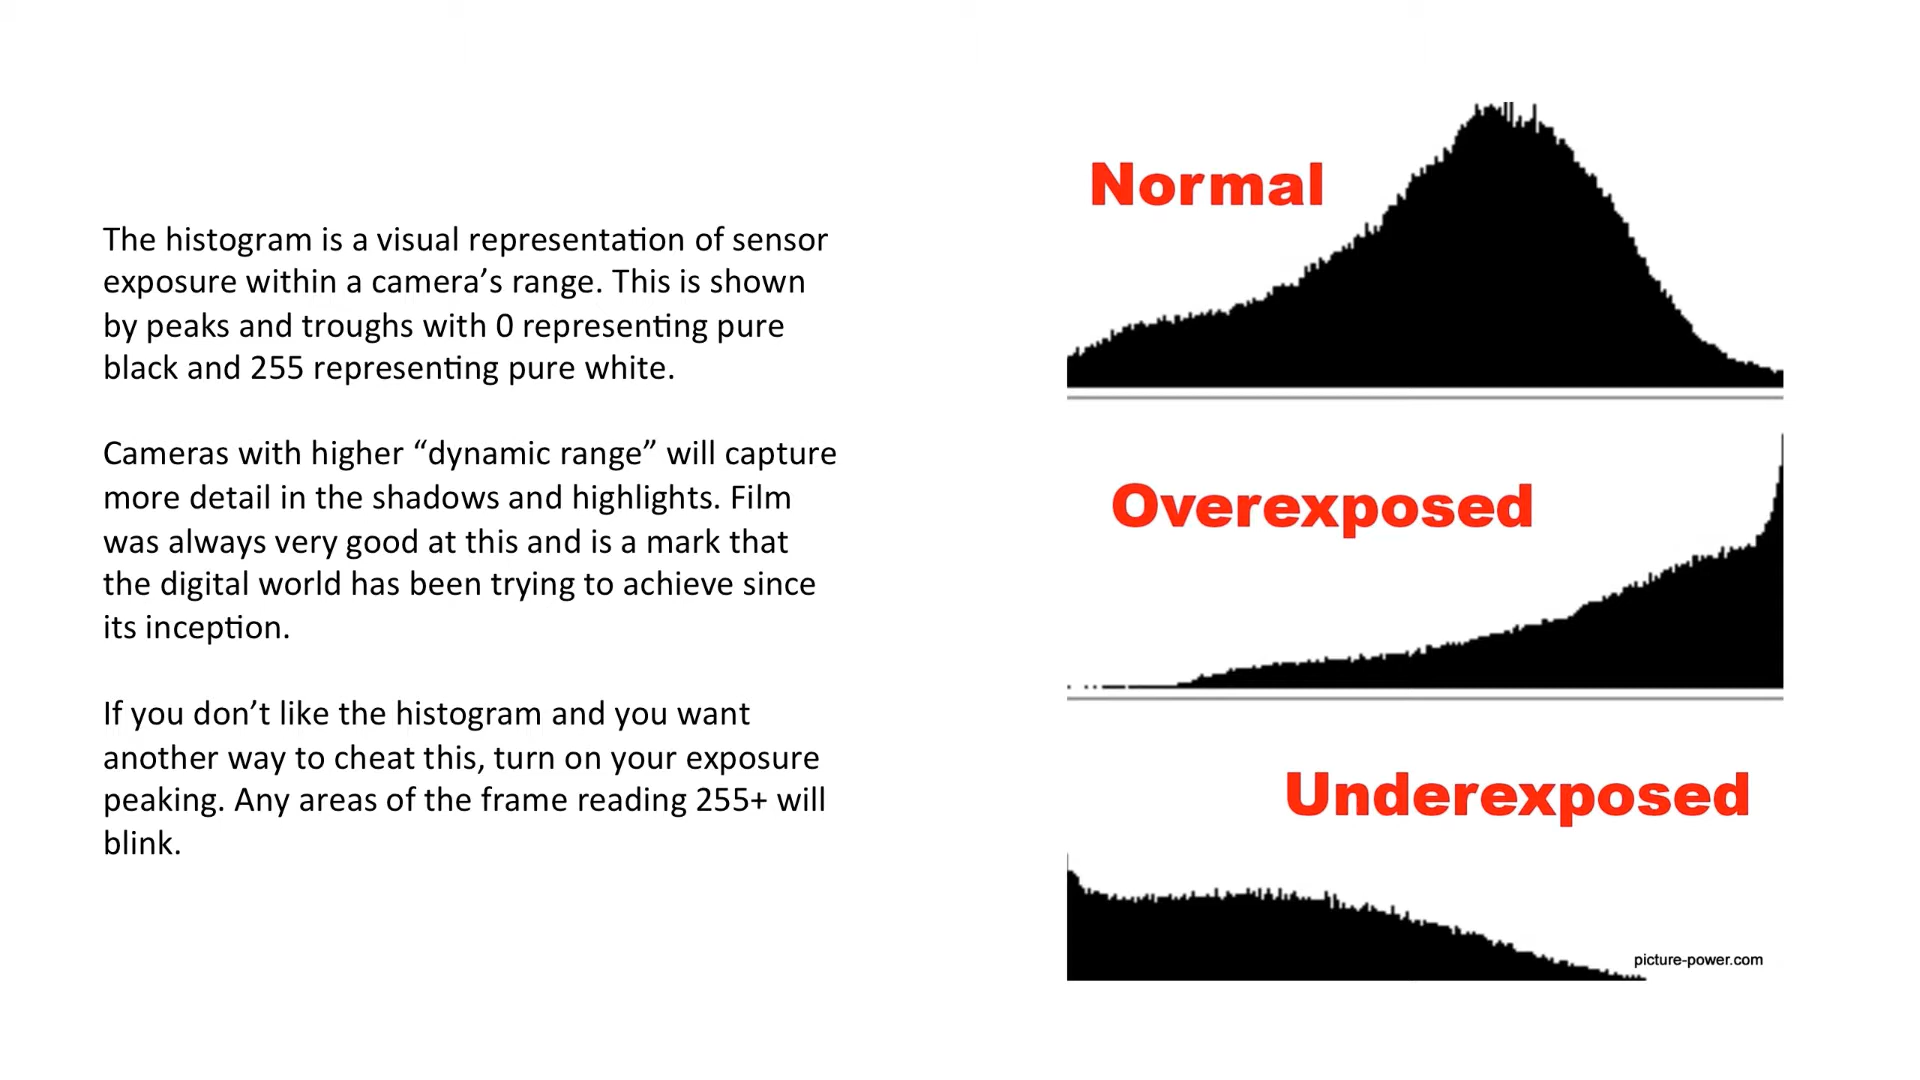 The histogram is a visual representation of sensor
exposure within a camera’s range. This is shown
by peaks and troughs with 0 representing pure
black and 255 representing pure white.
Cameras with higher “dynamic range” will capture
more detail in the shadows and highlights. Film
was always very good at this and is a mark that
the digital world has been trying to achieve since
its inception.
If you don’t like the histogram and you want
another way to cheat this, turn on your exposure
peaking. Any areas of the frame reading 255+ will
blink.
Normal
Overexposed
Underexposed
picture-power.com